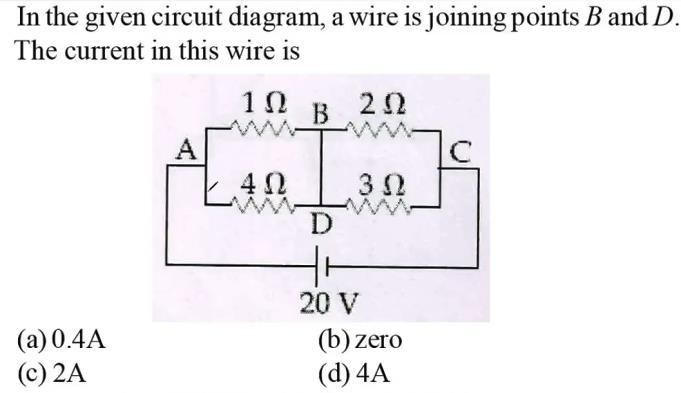 In the given circuit diagram, a wire is joining points B and D.
The current in this wire is
1 Ω B 2 Ω
A C
4 Ω 3 Ω
D
20 V
(a) 0.4A (b) zero
(c) 2A (d) 4A